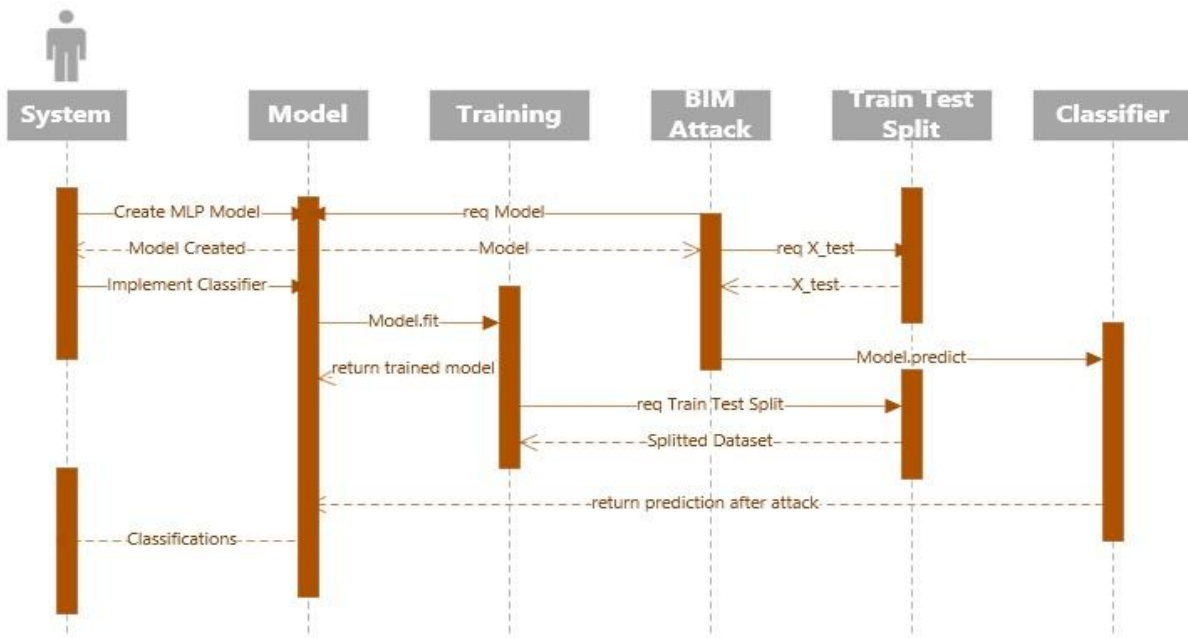 System
Model
Training
BIM
Attack
Train Test
Split
Classifier
Create MLP Model
req Model
Model Created
Model
req X_test
Implement Classifier
X_test
Model.fit
Model.predict
return trained model
req Train Test Split
Splitted Dataset
return prediction after attack
Classifications